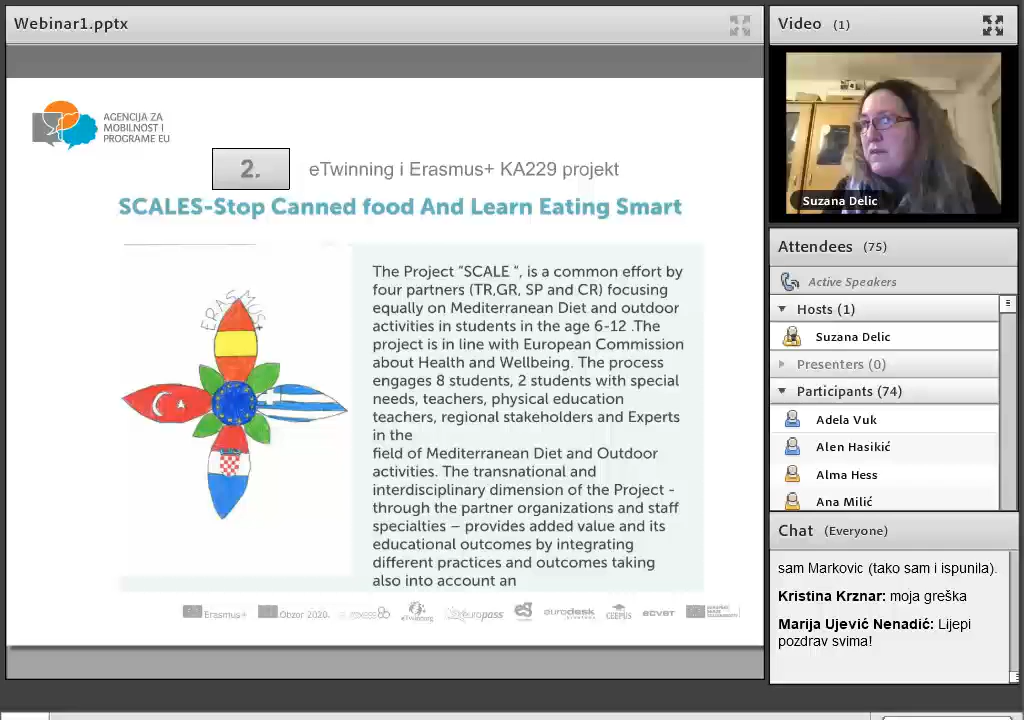 Webinar1.pptx
AGENCIJA ZA
MOBILNOST I
PROGRAME EU
2.
eTwinning i Erasmus+ KA229 projekt
SCALES-Stop Canned food And Learn Eating Smart
ERASMUS+
The Project “SCALE “, is a common effort by
four partners (TR,GR, SP and CR) focusing
equally on Mediterranean Diet and outdoor
activities in students in the age 6-12 .The
project is in line with European Commission
about Health and Wellbeing. The process
engages 8 students, 2 students with special
needs, teachers, physical education
teachers, regional stakeholders and Experts
in the
field of Mediterranean Diet and Outdoor
activities. The transnational and
interdisciplinary dimension of the Project -
through the partner organizations and staff
specialties – provides added value and its
educational outcomes by integrating
different practices and outcomes taking
also into account an
Erasmus+
Obzor 2020.
eTwinning
europass
eurodesk
CEEPUS
ecvet
Video (1)
Suzana Delic
Attendees (75)
Active Speakers
Hosts (1)
Suzana Delic
Presenters (0)
Participants (74)
Adela Vuk
Alen Hasikić
Alma Hess
Ana Milić
Chat (Everyone)
sam Markovic (tako sam i ispunila).
Kristina Krznar: moja greška
Marija Ujević Nenadić: Lijepi
pozdrav svima!